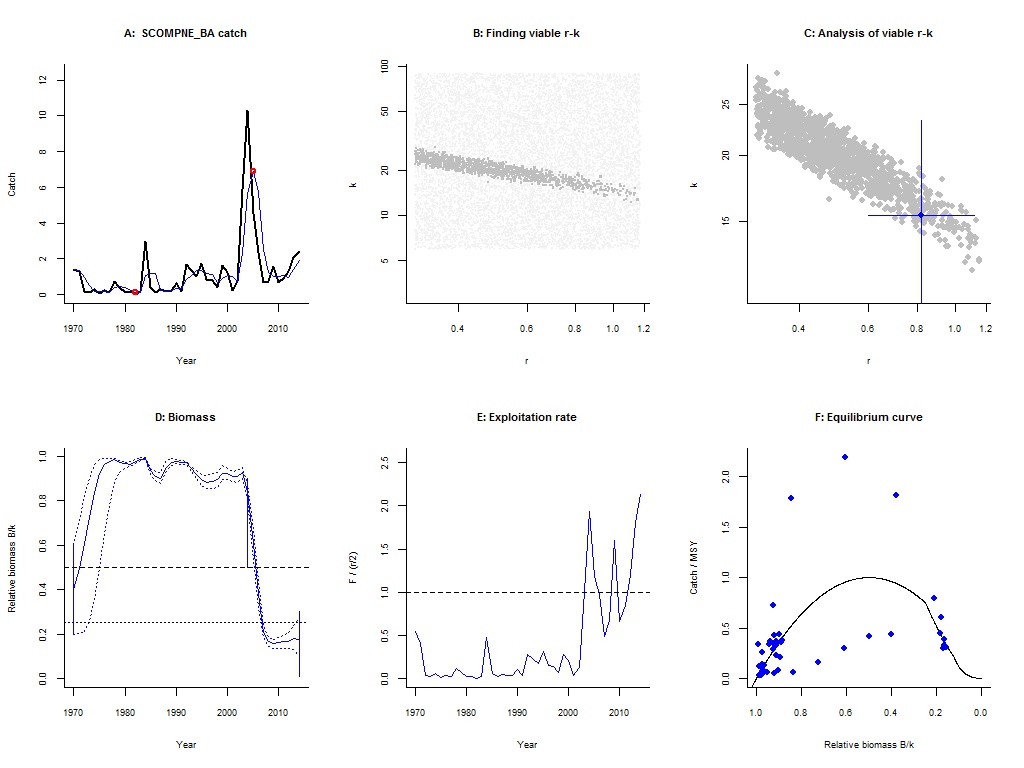 A:  SCOMPNE_BA catch
Catch
12
10
8
6
4
2
0
1970 1980 1990 2000 2010
Year
B: Finding viable r-k
k
100
50
20
10
5
0.4 0.6 0.8 1.0 1.2
r
C: Analysis of viable r-k
k
25
20
15
0.4 0.6 0.8 1.0 1.2
r
D: Biomass
Relative biomass B/k
1.0
0.8
0.6
0.4
0.2
0.0
1970 1980 1990 2000 2010
Year
E: Exploitation rate
F / (r/2)
2.5
2.0
1.5
1.0
0.5
0.0
1970 1980 1990 2000 2010
Year
F: Equilibrium curve
Catch / MSY
2.0
1.5
1.0
0.5
0.0
1.0 0.8 0.6 0.4 0.2 0.0
Relative biomass B/k